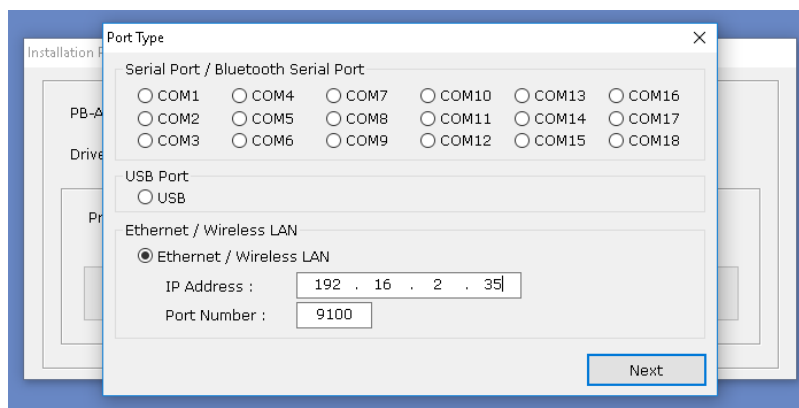 Port Type
Installation
Serial Port / Bluetooth Serial Port
COM1 COM4 COM7 COM10 COM13 COM16
PB-A
COM2 COM5 COM8 COM11 COM14 COM17
COM3 COM6 COM9 COM12 COM15 COM18
Drive
USB Port
USB
Pr
Ethernet / Wireless LAN
Ethernet / Wireless LAN
IP Address : 192 . 16 . 2 . 35
Port Number : 9100
Next